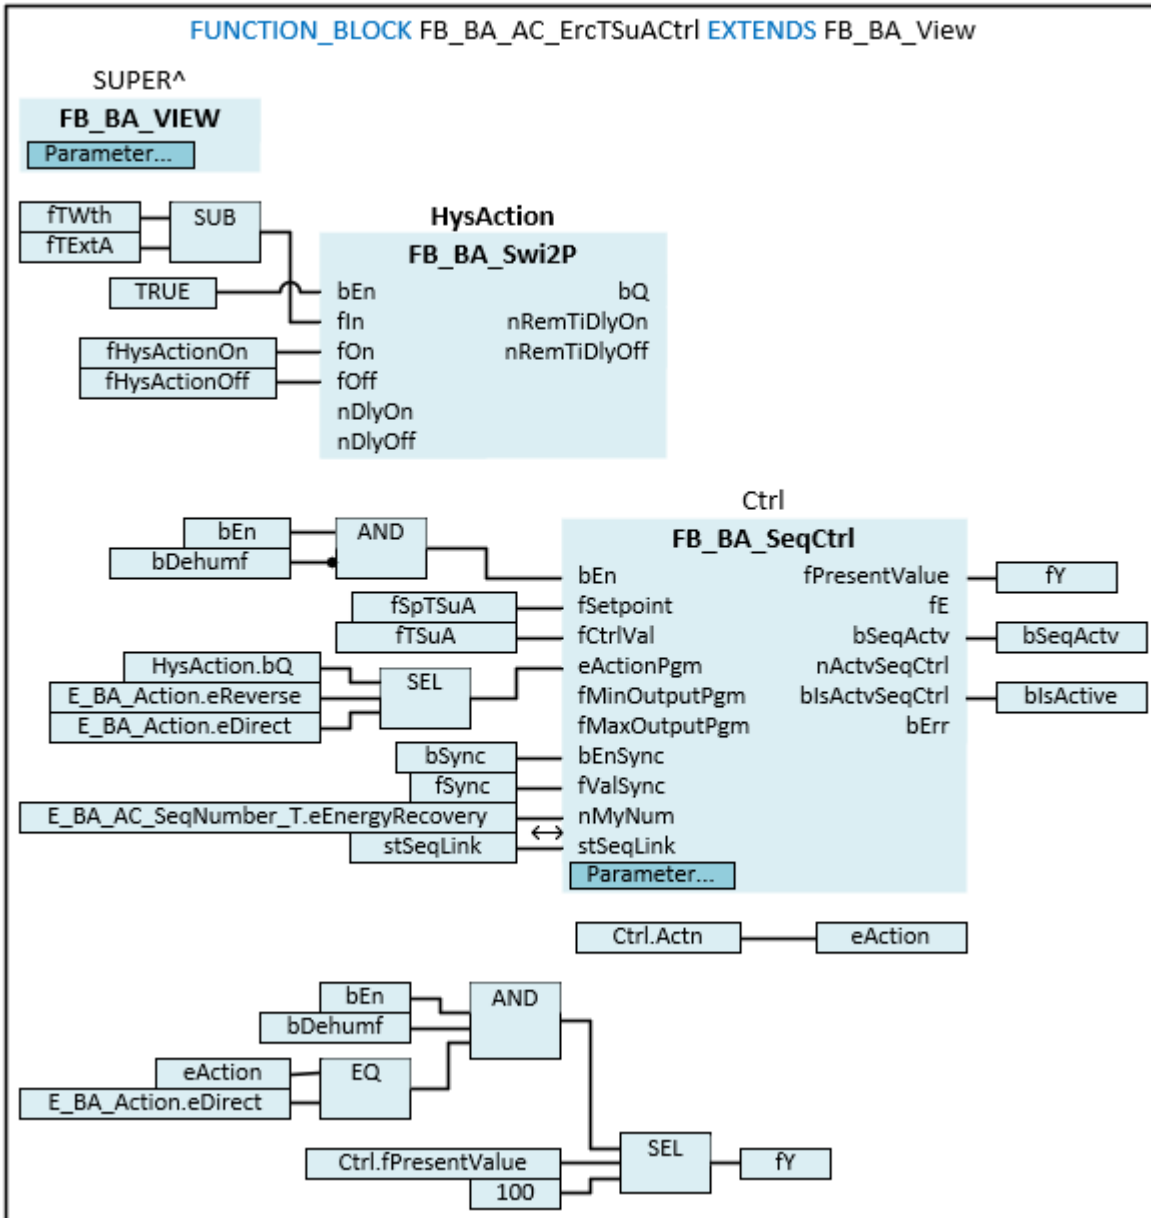 FUNCTION_BLOCK FB_BA_AC_ErcTSuACtrl EXTENDS FB_BA_View
SUPER^
FB_BA_VIEW
Parameter...
fTWth
SUB
fTExtA
HysAction
FB_BA_Swi2P
TRUE
bEn
bQ
fIn
nRemTiDlyOn
fHysActionOn
fOn
nRemTiDlyOff
fHysActionOff
fOff
nDlyOn
nDlyOff
Ctrl
FB_BA_SeqCtrl
bEn
AND
bDehumf
bEn
fPresentValue
fY
fSpTSuA
fSetpoint
fE
fTSuA
fCtrlVal
bSeqActv
bSeqActv
HysAction.bQ
SEL
eActionPgm
nActvSeqCtrl
E_BA_Action.eReverse
fMinOutputPgm
bIsActvSeqCtrl
bIsActive
E_BA_Action.eDirect
fMaxOutputPgm
bErr
bSync
bEnSync
fSync
fValSync
E_BA_AC_SeqNumber_T.eEnergyRecovery
nMyNum
stSeqLink
stSeqLink
Parameter...
Ctrl.Actn
eAction
bEn
AND
bDehumf
eAction
EQ
E_BA_Action.eDirect
SEL
Ctrl.fPresentValue
fY
100